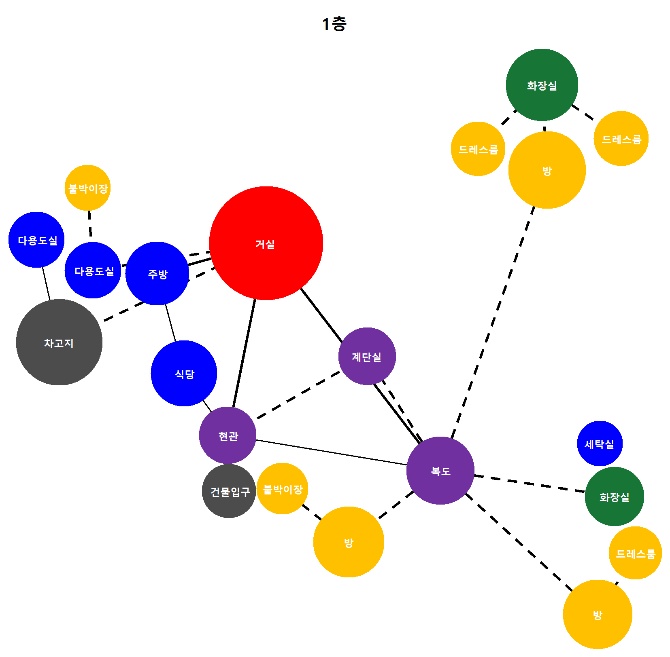 1층
화장실
드레스룸
드레스룸
방
붙박이장
다용도실
거실
다용도실
주방
차고지
계단실
식당
현관
세탁실
복도
건물입구
붙박이장
화장실
방
드레스룸
방